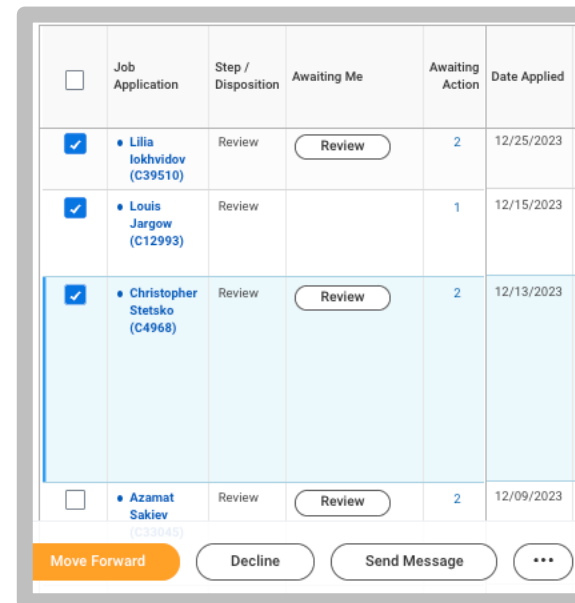 Job Application
Step / Disposition
Awaiting Me
Awaiting Action
Date Applied
• Lilia Iokhvidov (C39510)
Review
Review
2
12/25/2023
• Louis Jargow (C12993)
Review
1
12/15/2023
• Christopher Stetsko (C4968)
Review
Review
2
12/13/2023
• Azamat Sakiev (C33045)
Review
Review
2
12/09/2023
Move Forward
Decline
Send Message
•••